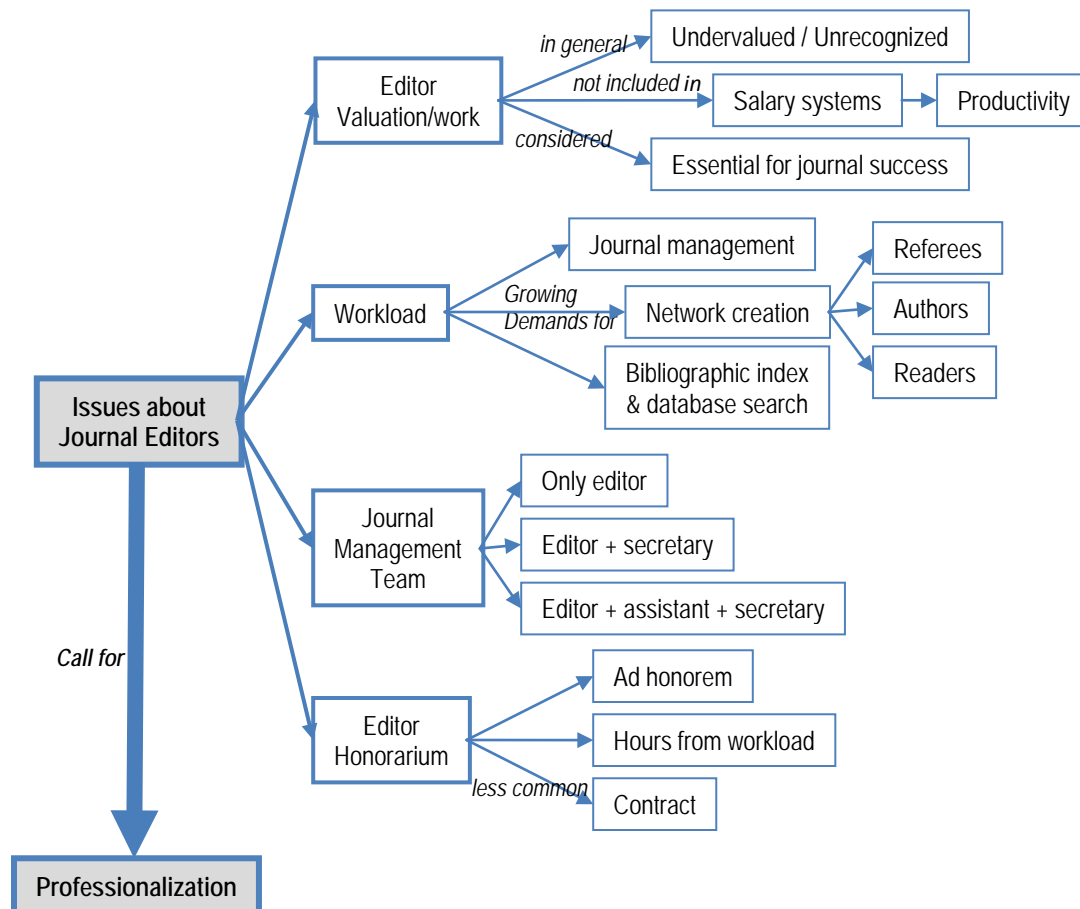 in general
Undervalued / Unrecognized
Editor
Valuation/work
not included in
Salary systems
Productivity
considered
Essential for journal success
Workload
Journal management
Growing
Demands for
Network creation
Referees
Authors
Readers
Bibliographic index
& database search
Issues about
Journal Editors
Journal
Management
Team
Only editor
Editor + secretary
Editor + assistant + secretary
Call for
Editor
Honorarium
Ad honorem
Hours from workload
less common
Contract
Professionalization